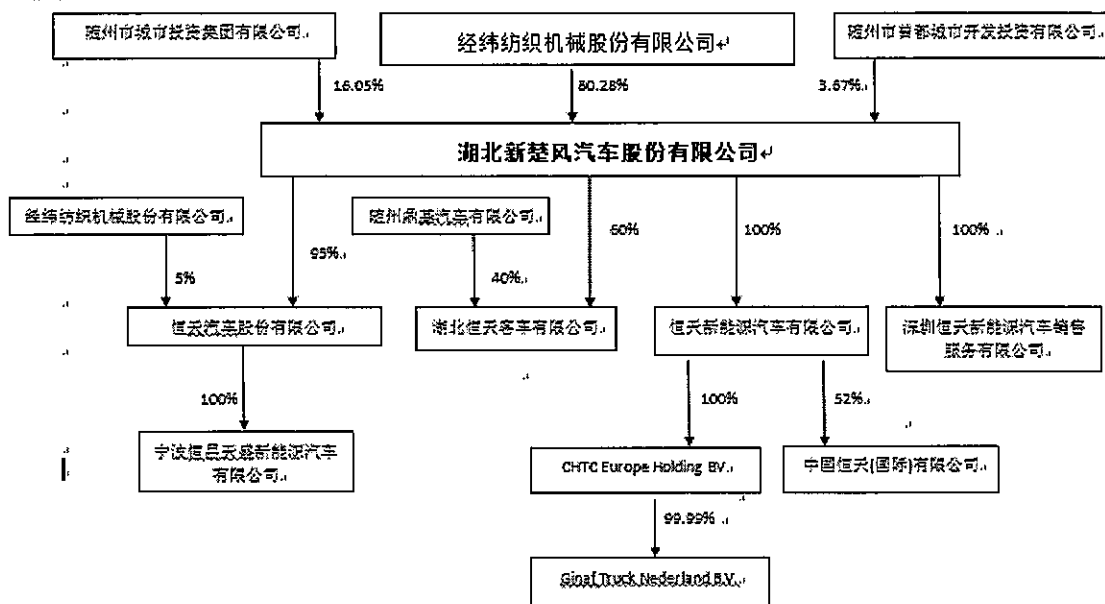 随州市城市投资集团有限公司
经纬纺织机械股份有限公司
随州市曾都城市开发投资有限公司
16.05%
80.28%
3.67%
湖北新楚风汽车股份有限公司
经纬纺织机械股份有限公司
随州鼎基汽车有限公司
5%
95%
40%
60%
100%
100%
恒天汽车股份有限公司
湖北恒天客车有限公司
恒天新能源汽车有限公司
深圳恒天新能源汽车销售
服务有限公司
100%
100%
52%
宁波恒昌天盛新能源汽车
有限公司
CHTC Europe Holding BV.
中国恒天(国际)有限公司
99.99%
Ginaf Truck Nederland B.V.